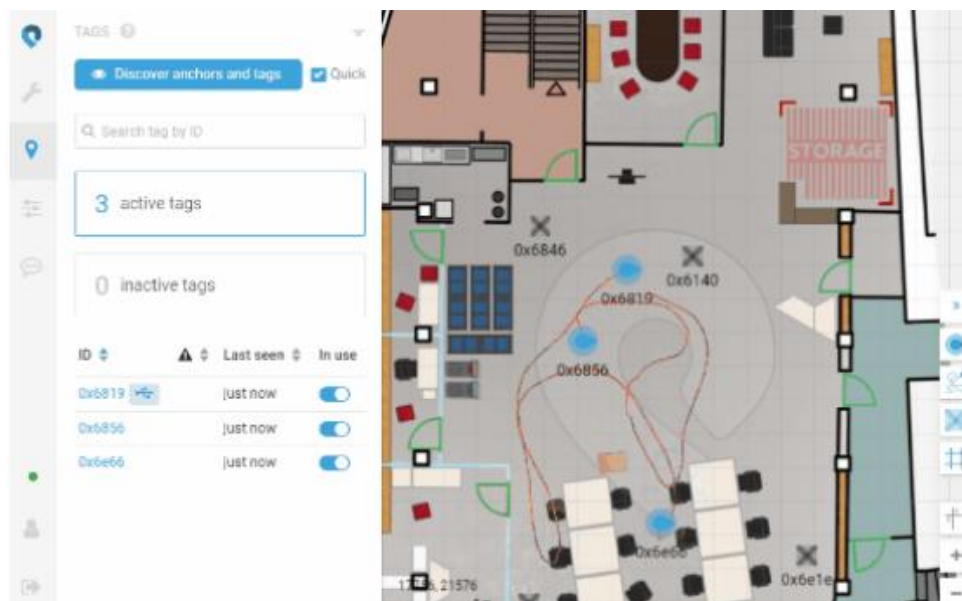 TAGS
Discover anchors and tags
Quick
Search tag by ID
3 active tags
0 inactive tags
ID Last seen In use
0x6819 just now
0x6856 just now
0x6e66 just now
STORAGE
0x6846
0x6140
0x6819
0x6856
0x6e66
0x6e1e